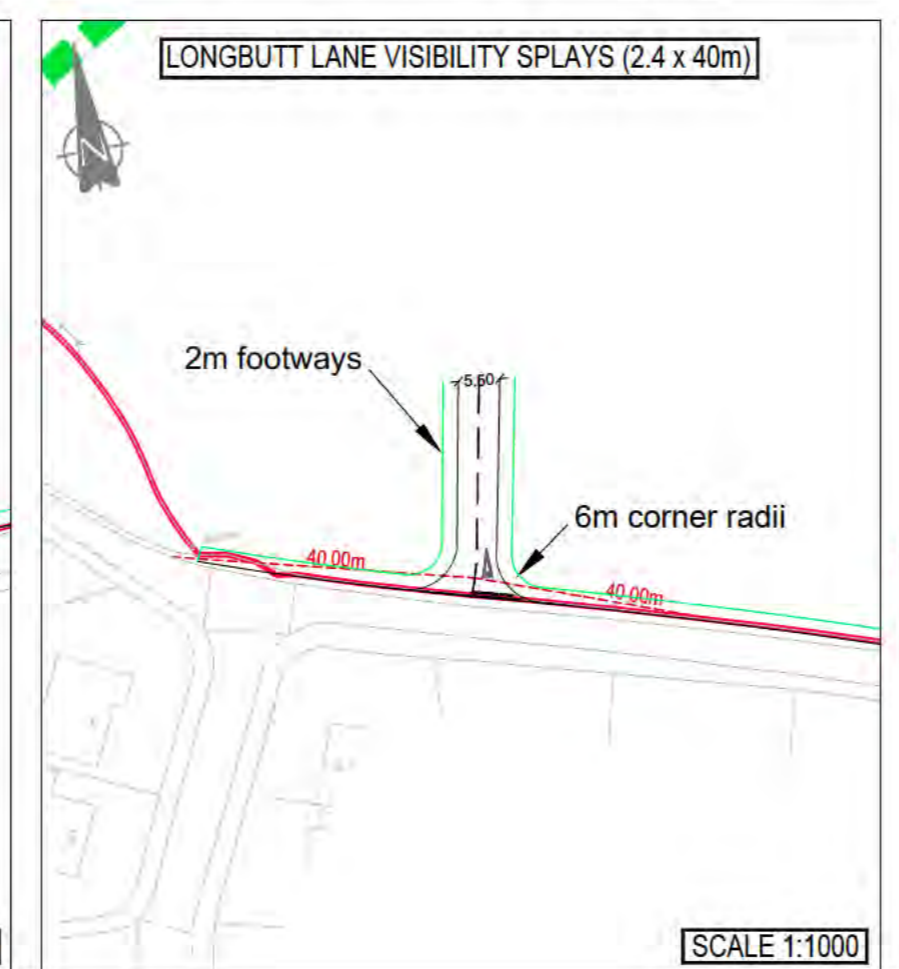 LONGBUTT LANE VISIBILITY SPLAYS (2.4 x 40m)
N
2m footways
5.50
6m corner radii
40.00m
40.00m
SCALE 1:1000